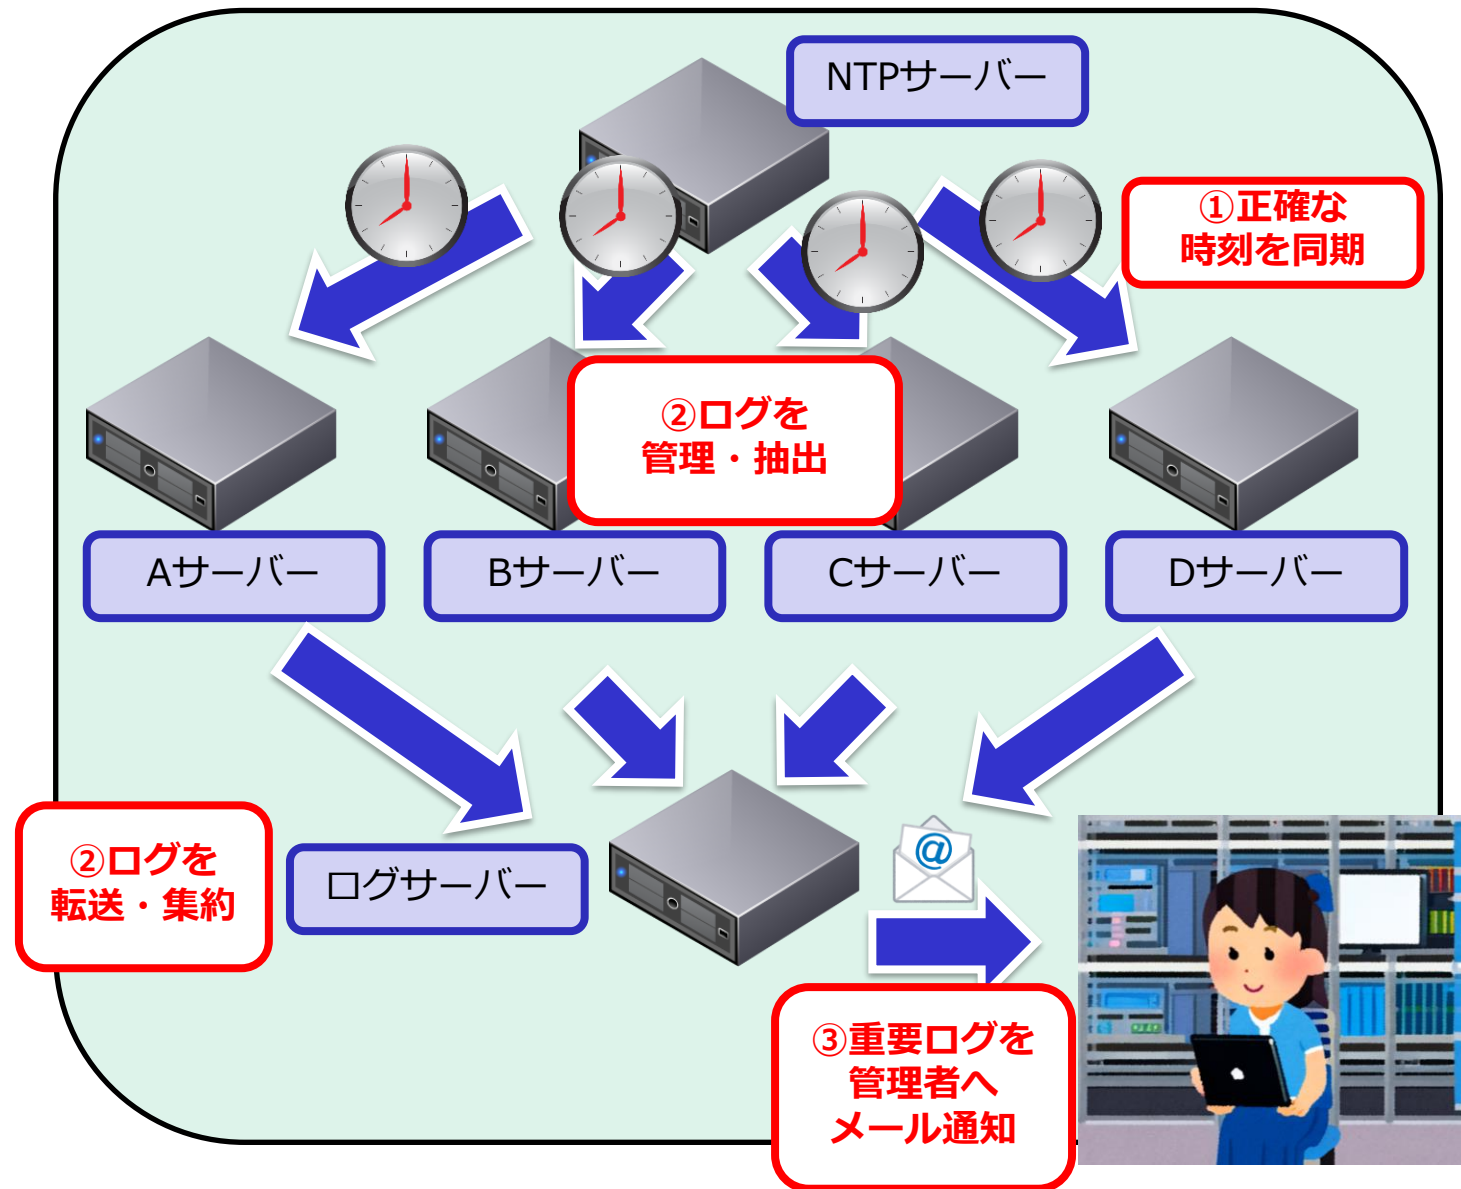 NTPサーバー
①正確な
時刻を同期
②ログを
管理・抽出
Aサーバー
Bサーバー
Cサーバー
Dサーバー
②ログを
転送・集約
ログサーバー
@
③重要ログを
管理者へ
メール通知